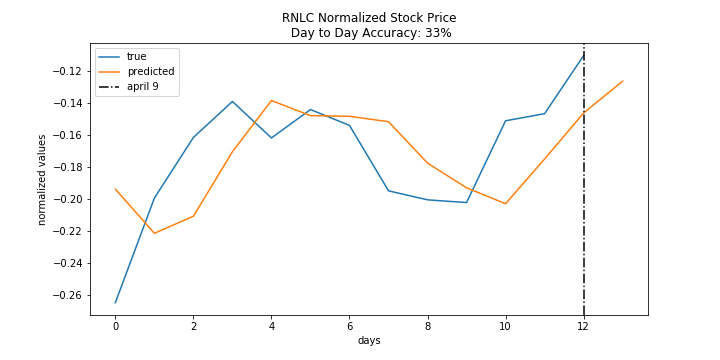 RNLC Normalized Stock Price
Day to Day Accuracy: 33%
true
predicted
april 9
−0.12
−0.14
−0.16
−0.18
−0.20
−0.22
−0.24
−0.26
normalized values
0 2 4 6 8 10 12
days